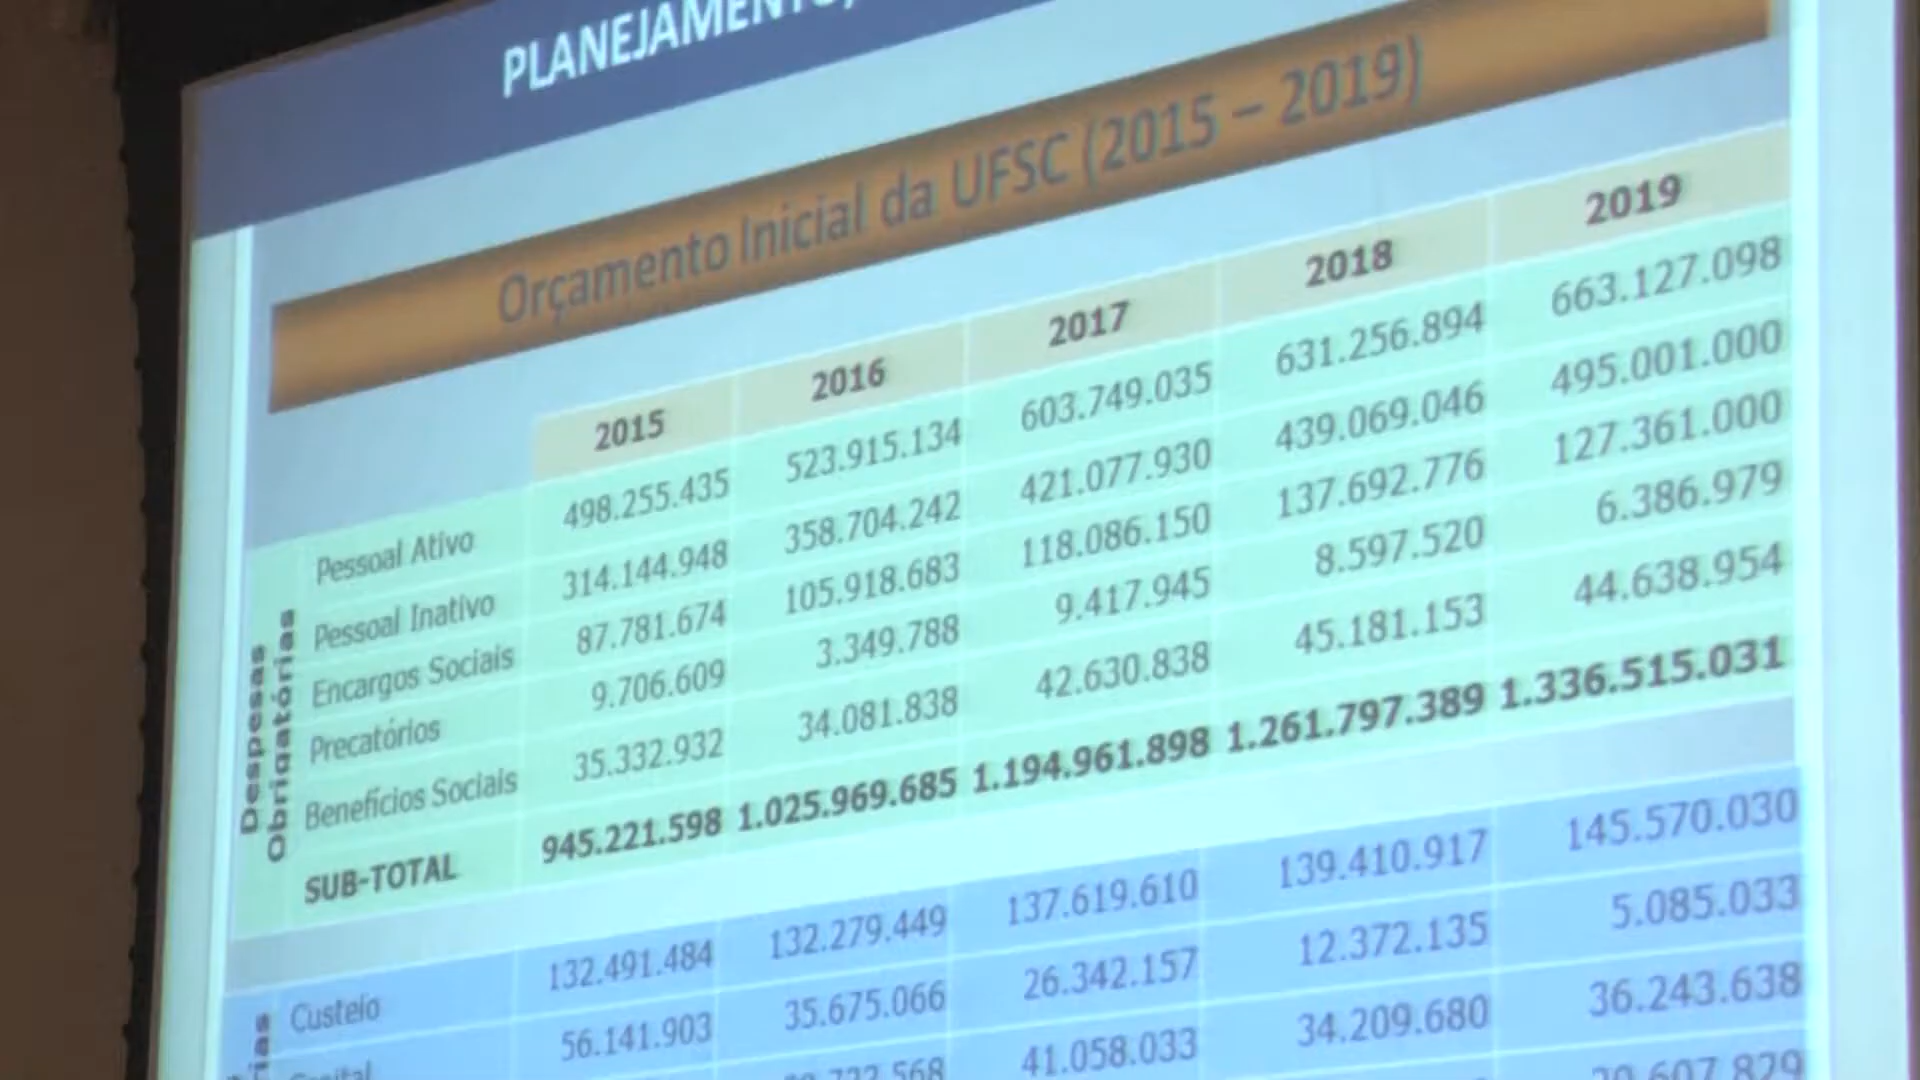 PLANEJAMENTO,
Orçamento Inicial da UFSC (2015 – 2019)
2015 2016 2017 2018 2019
Despesas Obrigatórias
Pessoal Ativo 498.255.435 523.915.134 603.749.035 631.256.894 663.127.098
Pessoal Inativo 314.144.948 358.704.242 421.077.930 439.069.046 495.001.000
Encargos Sociais 87.781.674 105.918.683 118.086.150 137.692.776 127.361.000
Precatórios 9.706.609 3.349.788 9.417.945 8.597.520 6.386.979
Benefícios Sociais 35.332.932 34.081.838 42.630.838 45.181.153 44.638.954
SUB-TOTAL 945.221.598 1.025.969.685 1.194.961.898 1.261.797.389 1.336.515.031
Custeio 132.491.484 132.279.449 137.619.610 139.410.917 145.570.030
Capital 56.141.903 35.675.066 26.342.157 12.372.135 5.085.033
41.058.033 34.209.680 36.243.638